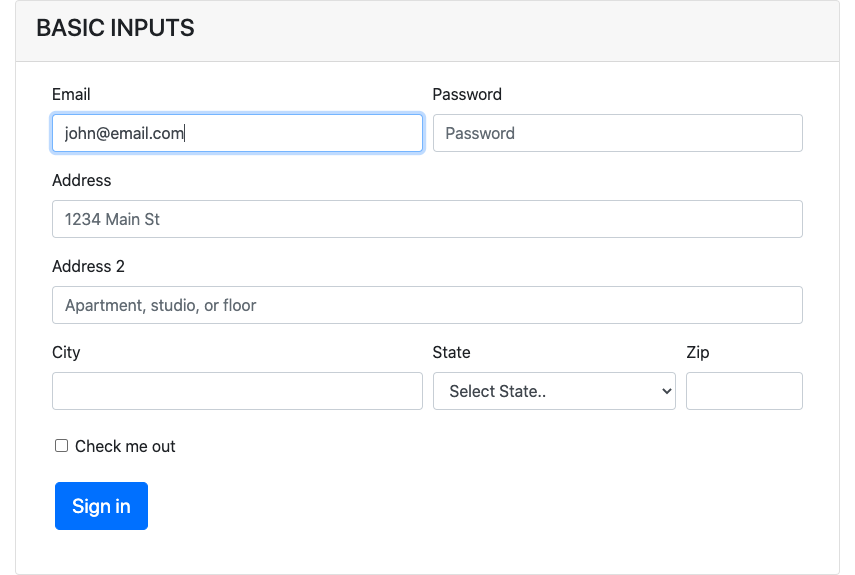 BASIC INPUTS
Email Password
john@email.com Password
Address
1234 Main St
Address 2
Apartment, studio, or floor
City State Zip
Select State..
Check me out
Sign in